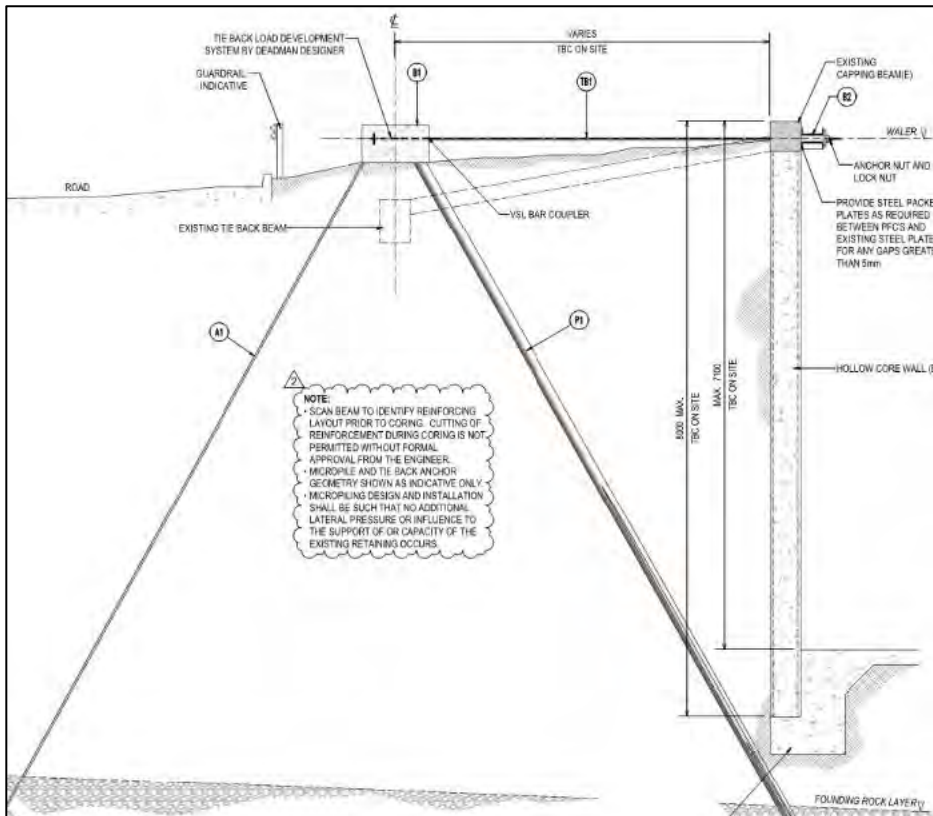 ℄
TIE BACK LOAD DEVELOPMENT
SYSTEM BY DEADMAN DESIGNER
VARIES
TBC ON SITE
GUARDRAIL
INDICATIVE
B1
TB1
EXISTING
CAPPING BEAM(E)
B2
WALER
ANCHOR NUT AND
LOCK NUT
ROAD
EXISTING TIE BACK BEAM
VSL BAR COUPLER
PROVIDE STEEL PACKE
PLATES AS REQUIRED
BETWEEN PFC'S AND
EXISTING STEEL PLATE
FOR ANY GAPS GREATE
THAN 5mm
A1
P1
8000 MAX.
TBC ON SITE
MAX. 7100
TBC ON SITE
HOLLOW CORE WALL (E
2
NOTE:
• SCAN BEAM TO IDENTIFY REINFORCING
LAYOUT PRIOR TO CORING. CUTTING OF
REINFORCEMENT DURING CORING IS NOT
PERMITTED WITHOUT FORMAL
APPROVAL FROM THE ENGINEER.
• MICROPILE AND TIE BACK ANCHOR
GEOMETRY SHOWN AS INDICATIVE ONLY.
• MICROPILING DESIGN AND INSTALLATION
SHALL BE SUCH THAT NO ADDITIONAL
LATERAL PRESSURE OR INFLUENCE TO
THE SUPPORT OF OR CAPACITY OF THE
EXISTING RETAINING OCCURS.
FOUNDING ROCK LAYER